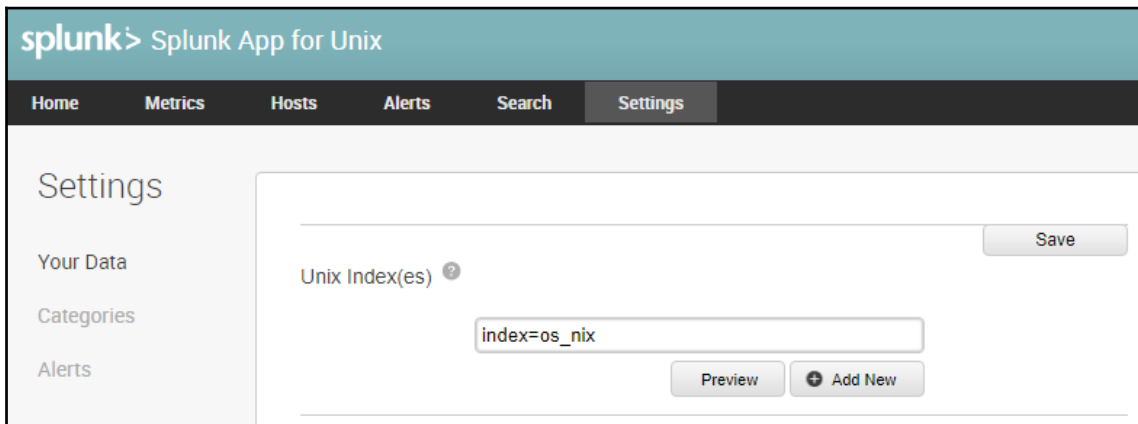 splunk> Splunk App for Unix
Home Metrics Hosts Alerts Search Settings
Settings
Your Data
Categories
Alerts
Save
Unix Index(es) ?
index=os_nix
Preview + Add New